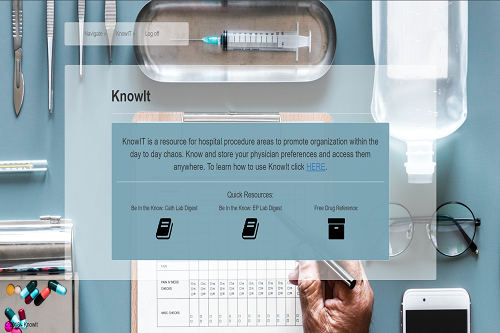 Navigate KnowIT Log off
KnowIt
KnowIT is a resource for hospital procedure areas to promote organization within the
day to day chaos. Know and store your physician preferences and access them
anywhere. To learn how to use KnowIt click HERE.
Quick Resources:
Be In the Know: Cath Lab Digest Be In the Know: EP Lab Digest Free Drug Reference:
CHECKS
MISC CHECKS
KnowIt